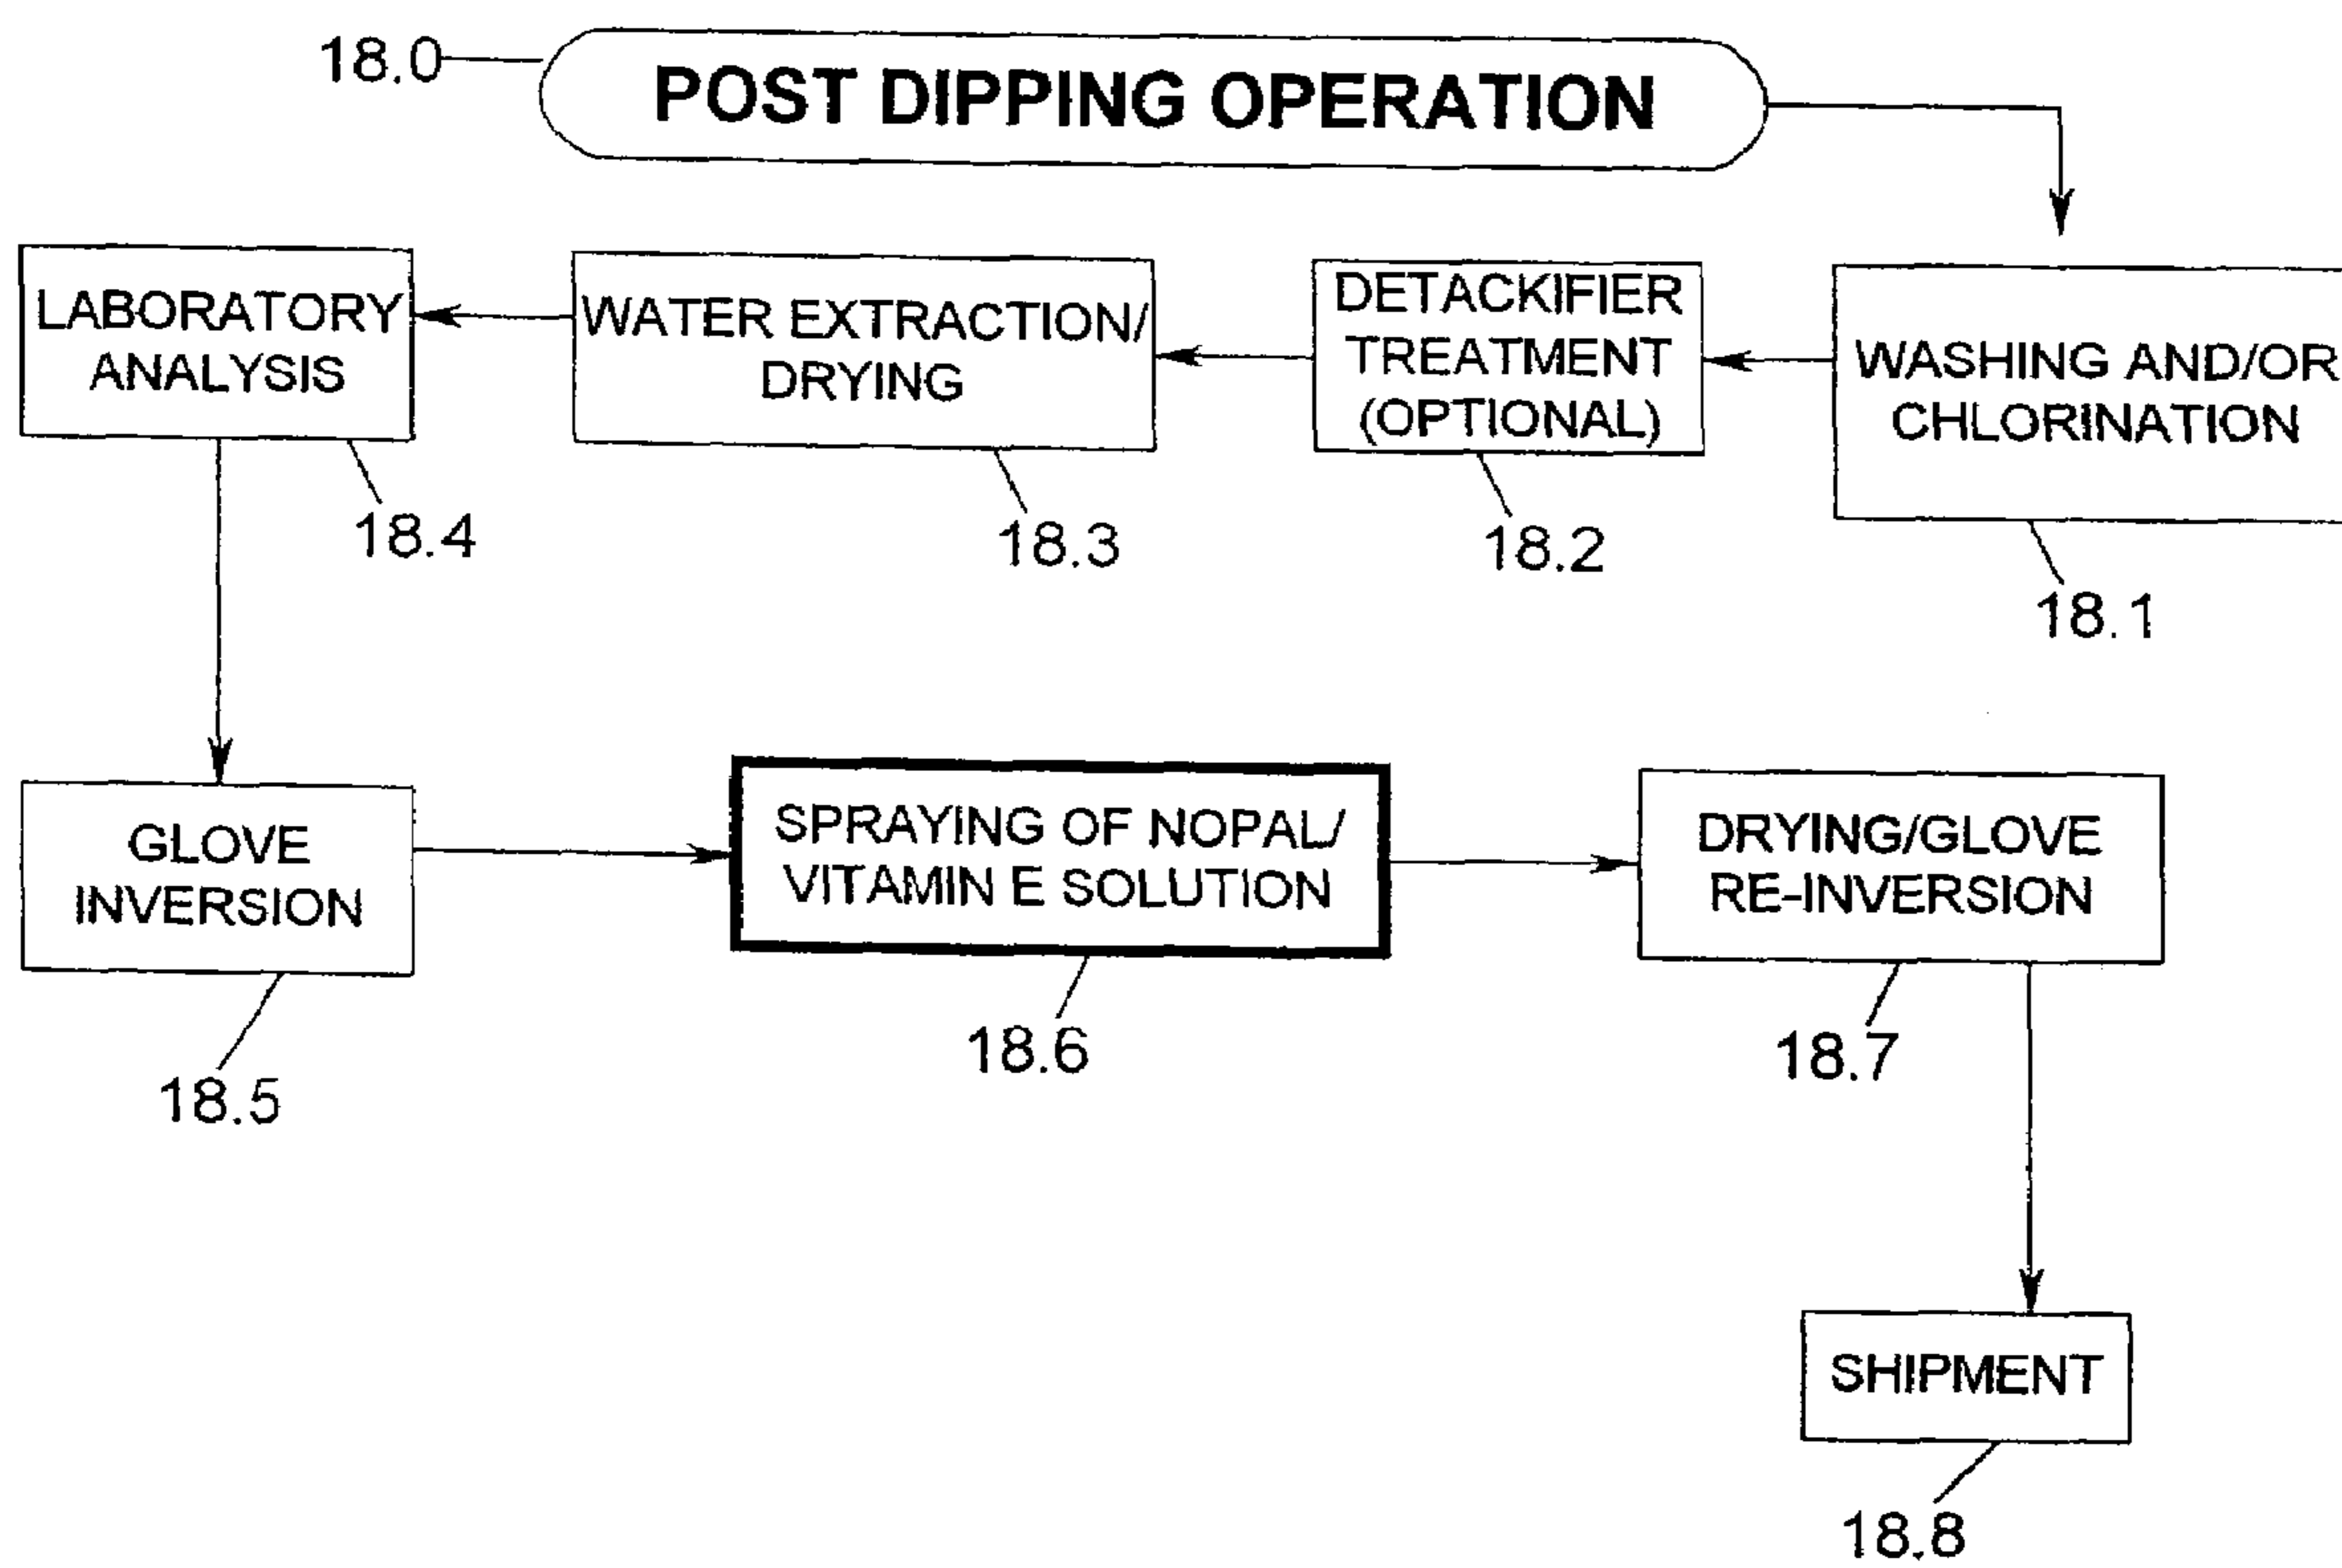 18.0
POST DIPPING OPERATION
LABORATORY
ANALYSIS
18.4
WATER EXTRACTION/
DRYING
18.3
DETACKIFIER
TREATMENT
(OPTIONAL)
18.2
WASHING AND/OR
CHLORINATION
18.1
GLOVE
INVERSION
18.5
SPRAYING OF NOPAL/
VITAMIN E SOLUTION
18.6
DRYING/GLOVE
RE-INVERSION
18.7
SHIPMENT
18.8